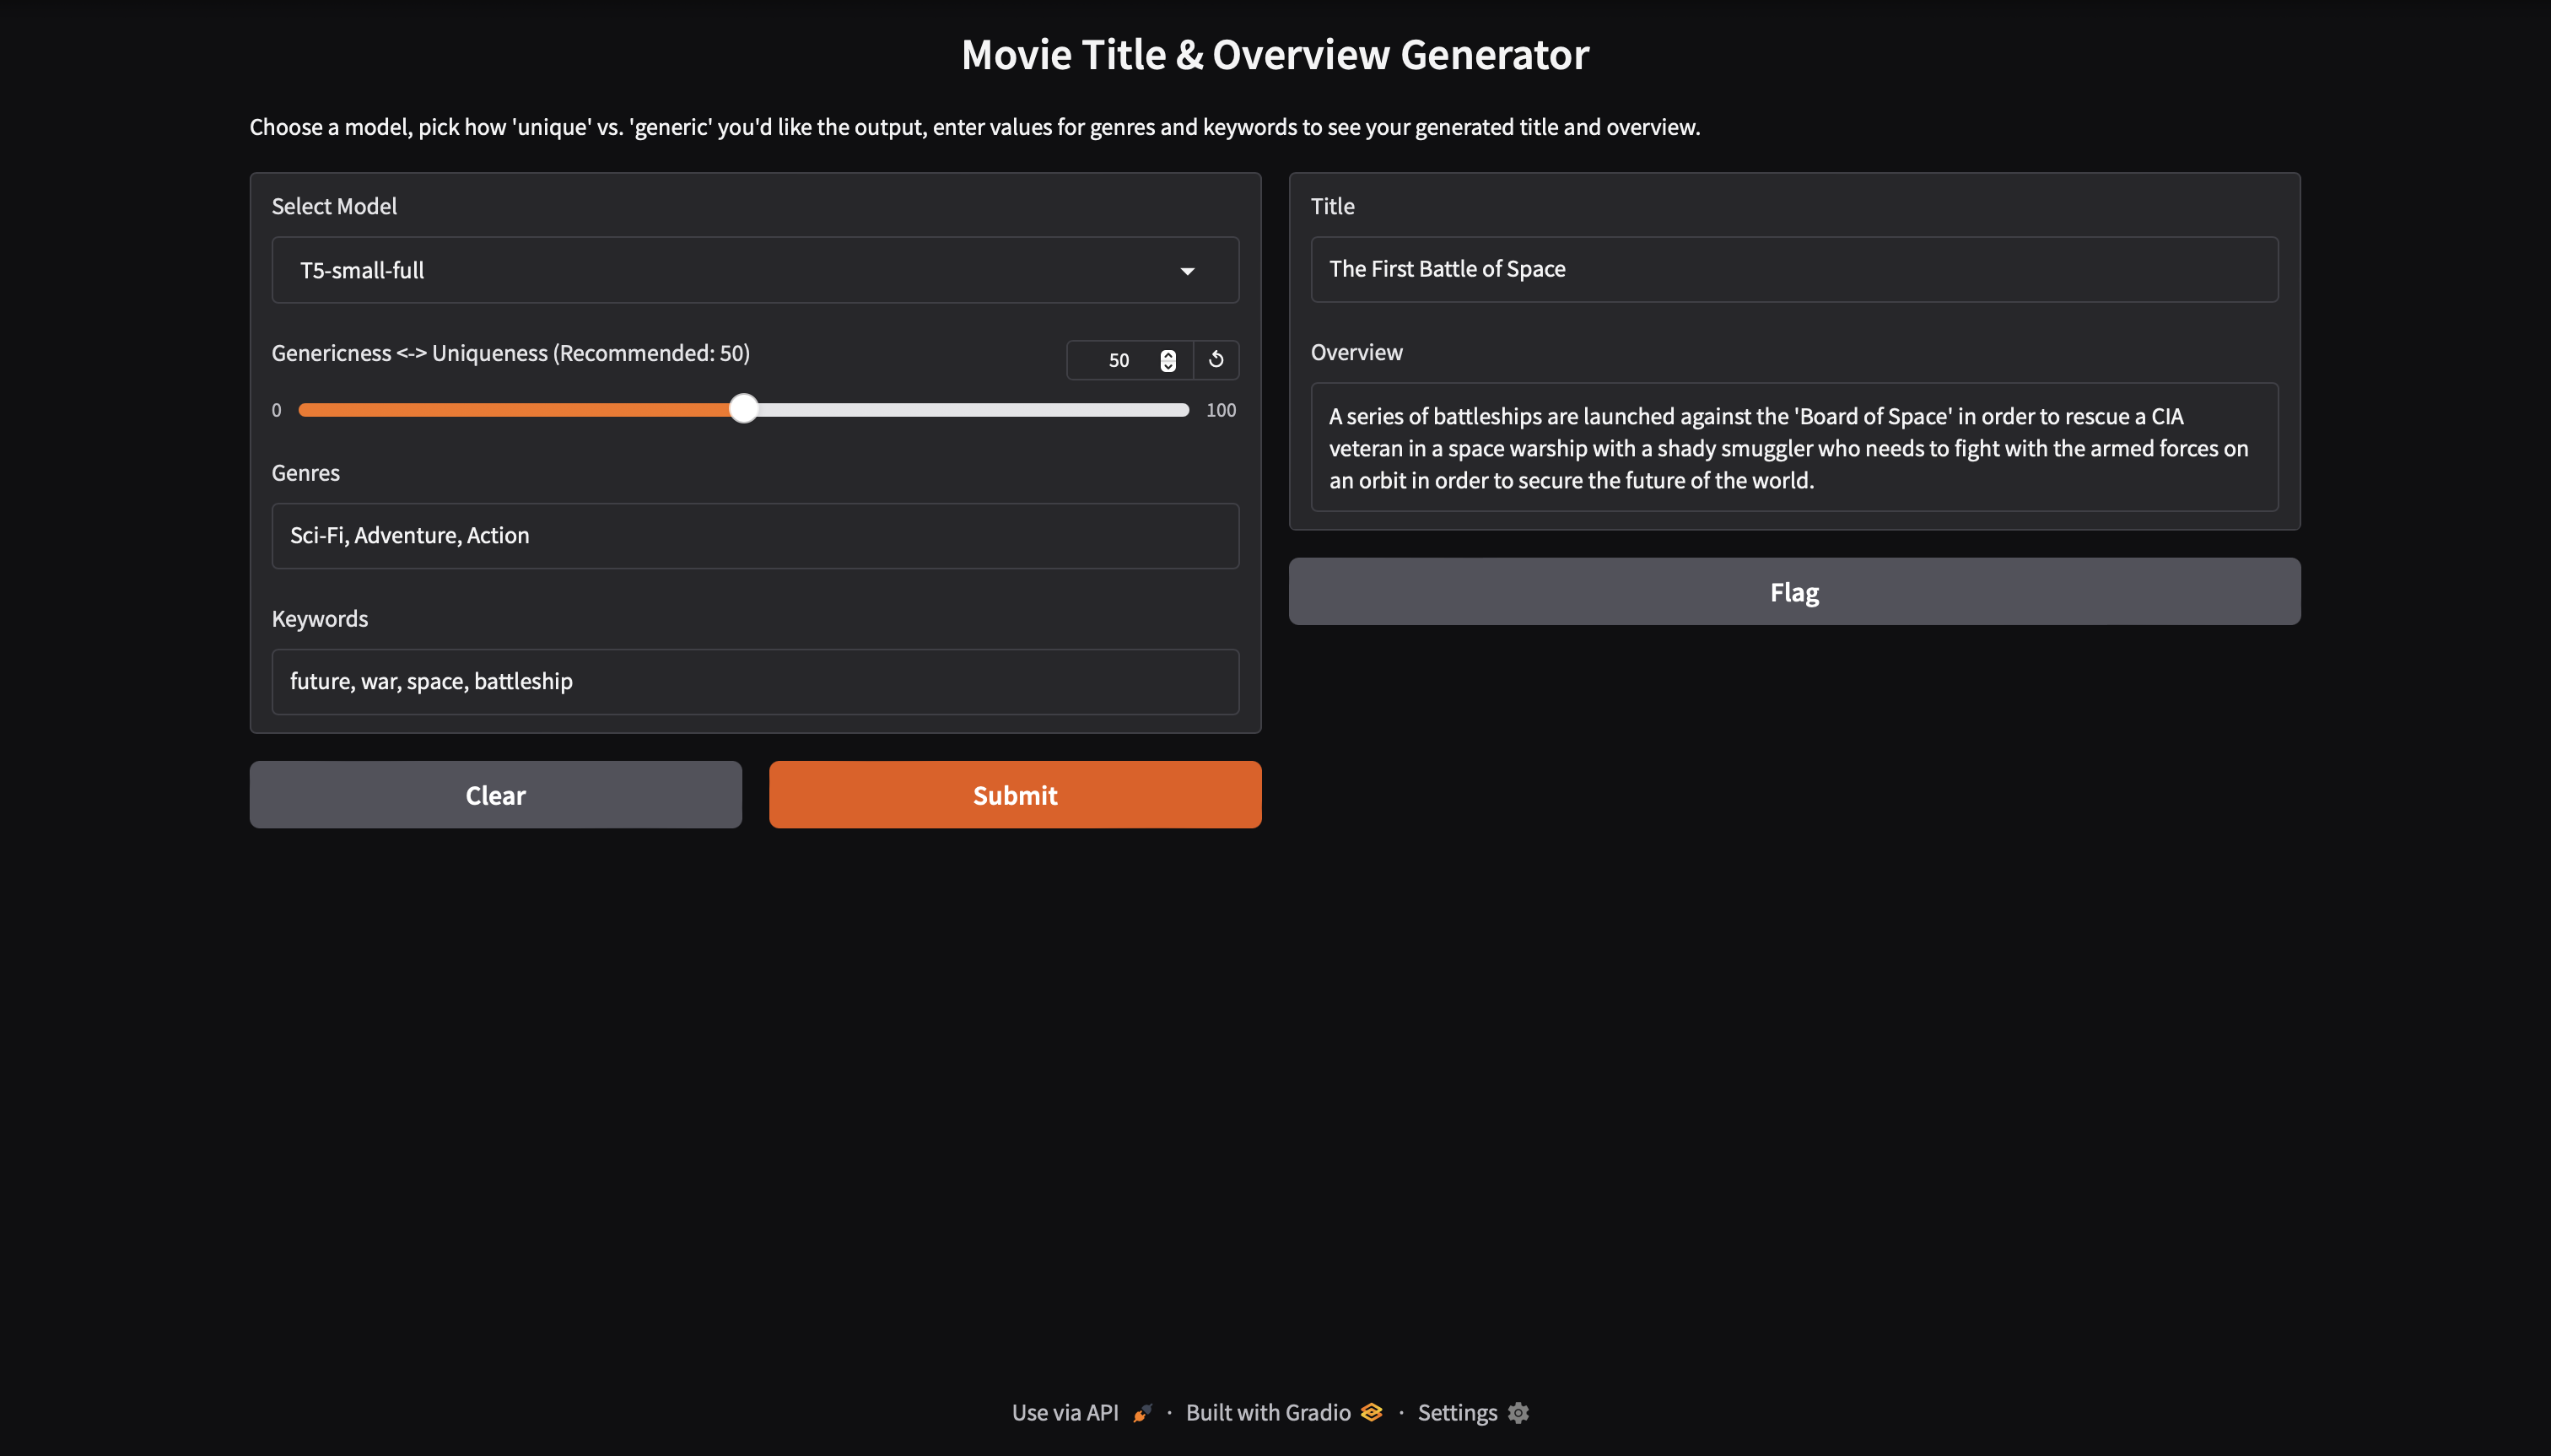 Movie Title & Overview Generator
Choose a model, pick how 'unique' vs. 'generic' you'd like the output, enter values for genres and keywords to see your generated title and overview.
Select Model
T5-small-full
Genericness <-> Uniqueness (Recommended: 50)
50
0
100
Genres
Sci-Fi, Adventure, Action
Keywords
future, war, space, battleship
Clear
Submit
Title
The First Battle of Space
Overview
A series of battleships are launched against the 'Board of Space' in order to rescue a CIA
veteran in a space warship with a shady smuggler who needs to fight with the armed forces on
an orbit in order to secure the future of the world.
Flag
Use via API · Built with Gradio · Settings